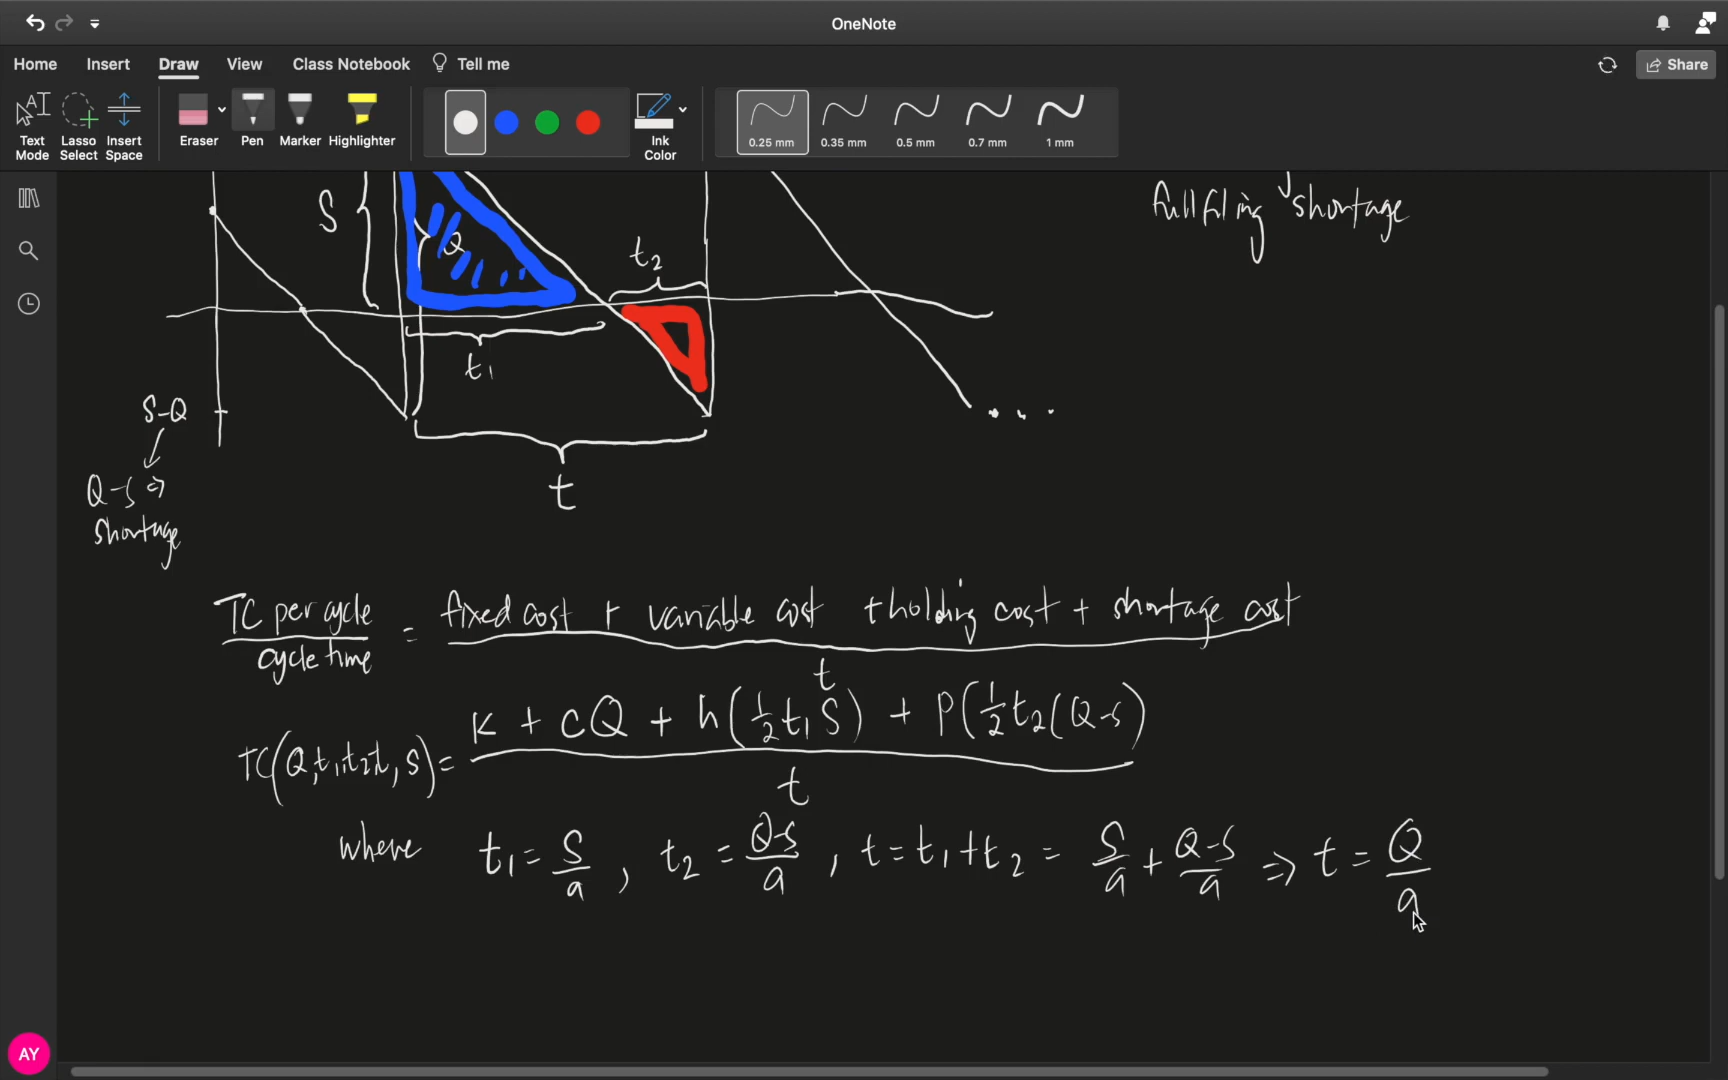 OneNote
Home Insert Draw View Class Notebook Tell me
Share
Text Mode
Lasso Select
Insert Space
Eraser
Pen
Marker
Highlighter
Ink Color
0.25 mm
0.35 mm
0.5 mm
0.7 mm
1 mm
fullfiling shortage
S
Q
t₂
t₁
S-Q
Q-S ⇒
shortage
t
TC per cycle / cycle time = fixed cost + variable cost + holding cost + shortage cost / t
TC(Q,t₁,t₂,t,S) = K + cQ + h(½t₁S) + P(½t₂(Q-S) / t
where t₁ = S/a , t₂ = Q-S/a , t = t₁ + t₂ = S/a + Q-S/a ⇒ t = Q/a
AY